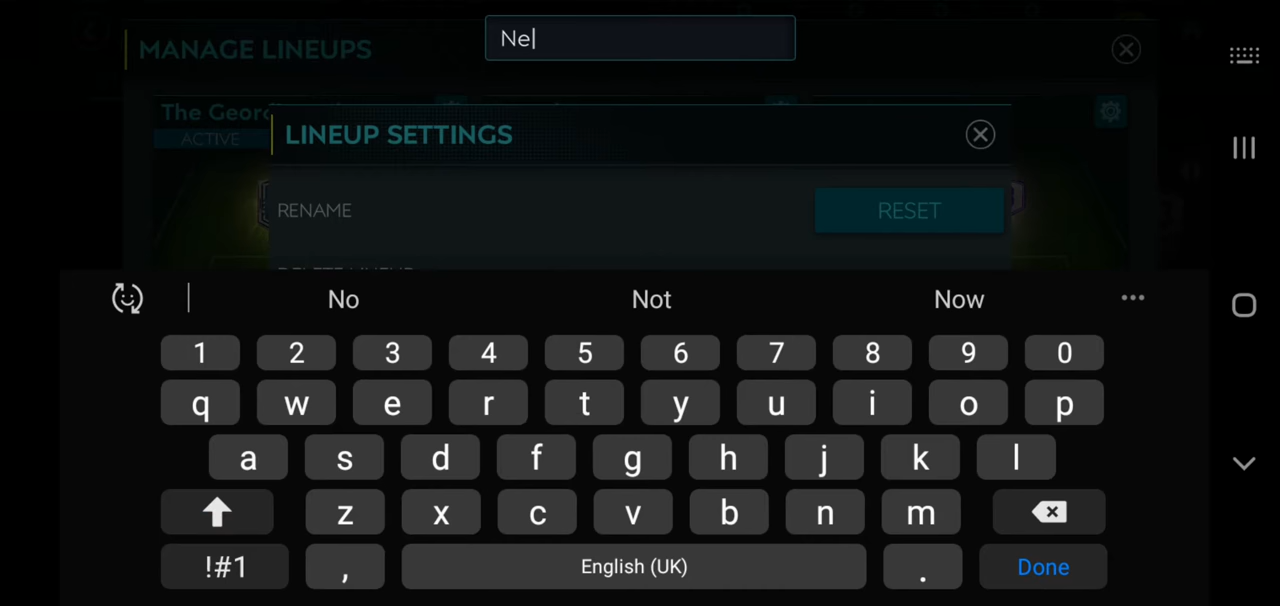 Ne
MANAGE LINEUPS
The Geor
ACTIVE
LINEUP SETTINGS
RENAME
RESET
No Not Now
1 2 3 4 5 6 7 8 9 0
q w e r t y u i o p
a s d f g h j k l
z x c v b n m
!#1 , English (UK) . Done